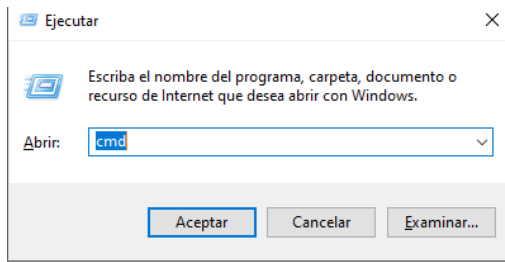 Ejecutar
Escriba el nombre del programa, carpeta, documento o
recurso de Internet que desea abrir con Windows.
Abrir: cmd
Aceptar Cancelar Examinar...